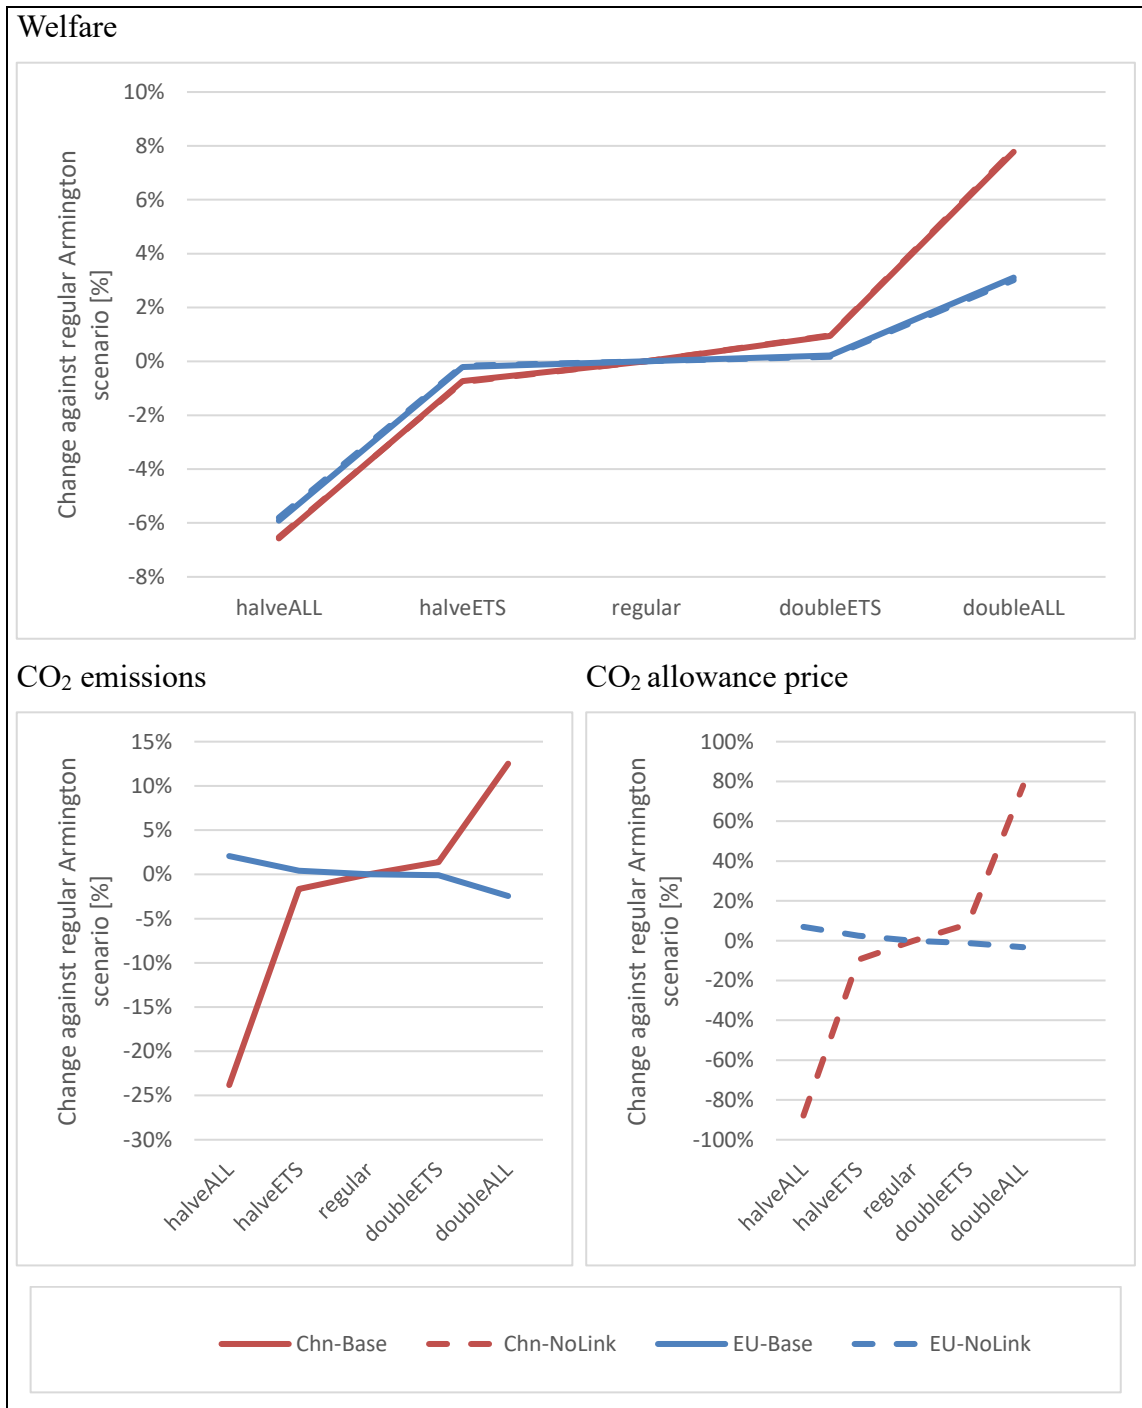 Welfare
Change against regular Armington
scenario [%]
10%
8%
6%
4%
2%
0%
-2%
-4%
-6%
-8%
halveALL halveETS regular doubleETS doubleALL
CO₂ emissions
Change against regular Armington
scenario [%]
15%
10%
5%
0%
-5%
-10%
-15%
-20%
-25%
-30%
halveALL
halveETS
regular
doubleETS
doubleALL
CO₂ allowance price
Change against regular Armington
scenario [%]
100%
80%
60%
40%
20%
0%
-20%
-40%
-60%
-80%
-100%
halveALL
halveETS
regular
doubleETS
doubleALL
Chn-Base Chn-NoLink EU-Base EU-NoLink